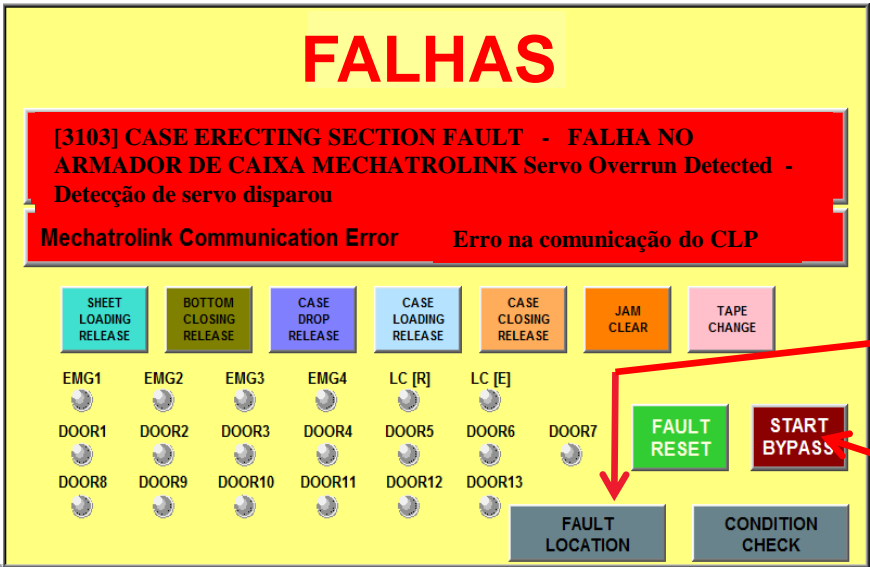 FALHAS
[3103] CASE ERECTING SECTION FAULT - FALHA NO
ARMADOR DE CAIXA MECHATROLINK Servo Overrun Detected -
Detecção de servo disparou
Mechatrolink Communication Error Erro na comunicação do CLP
SHEET
LOADING
RELEASE
BOTTOM
CLOSING
RELEASE
CASE
DROP
RELEASE
CASE
LOADING
RELEASE
CASE
CLOSING
RELEASE
JAM
CLEAR
TAPE
CHANGE
EMG1 EMG2 EMG3 EMG4 LC [R] LC [E]
DOOR1 DOOR2 DOOR3 DOOR4 DOOR5 DOOR6 DOOR7
DOOR8 DOOR9 DOOR10 DOOR11 DOOR12 DOOR13
FAULT
RESET
START
BYPASS
FAULT
LOCATION
CONDITION
CHECK